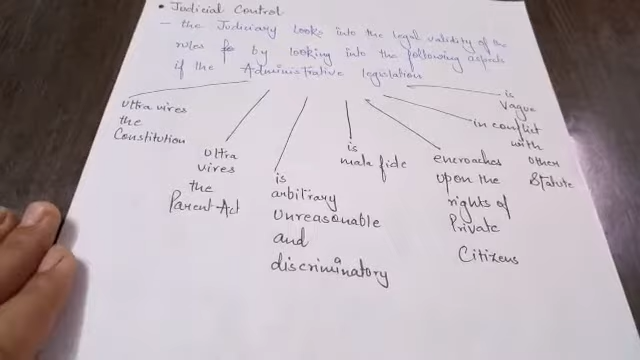 • Judicial Control
- the Judiciary looks into the legal validity of the
rules by looking into the following aspects
if the Administrative legislation
ultra vires
the
Constitution
ultra
vires
the
Parent Act
is
arbitrary
unreasonable
and
discriminatory
is
mala fide
encroaches
upon the
rights of
Private
Citizens
in conflict
with
other
Statute
is
Vague